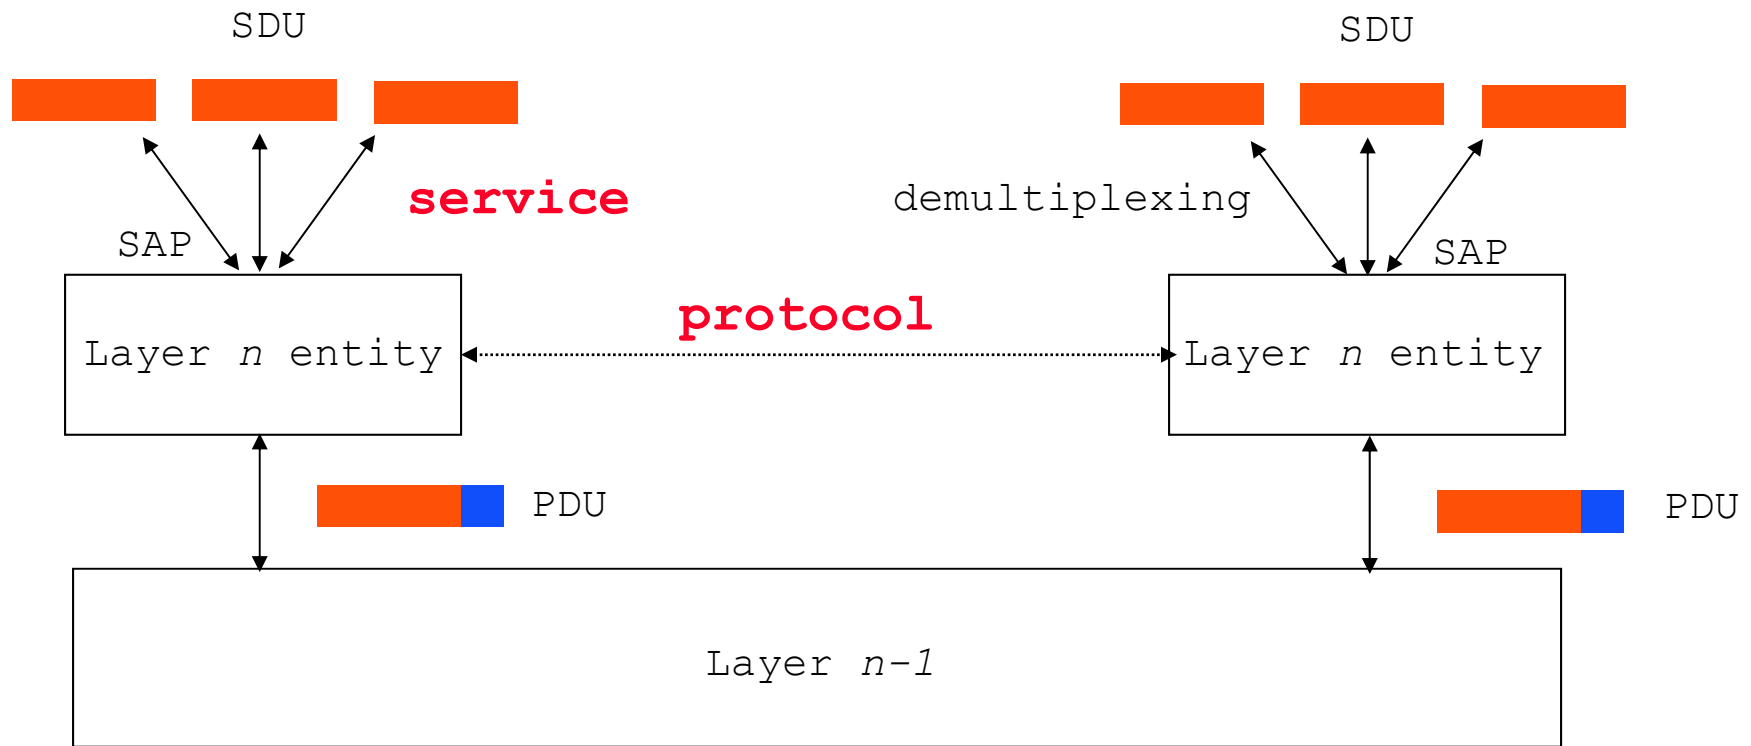 SDU
SDU
service
demultiplexing
SAP
SAP
protocol
Layer n entity
Layer n entity
PDU
PDU
Layer n-1